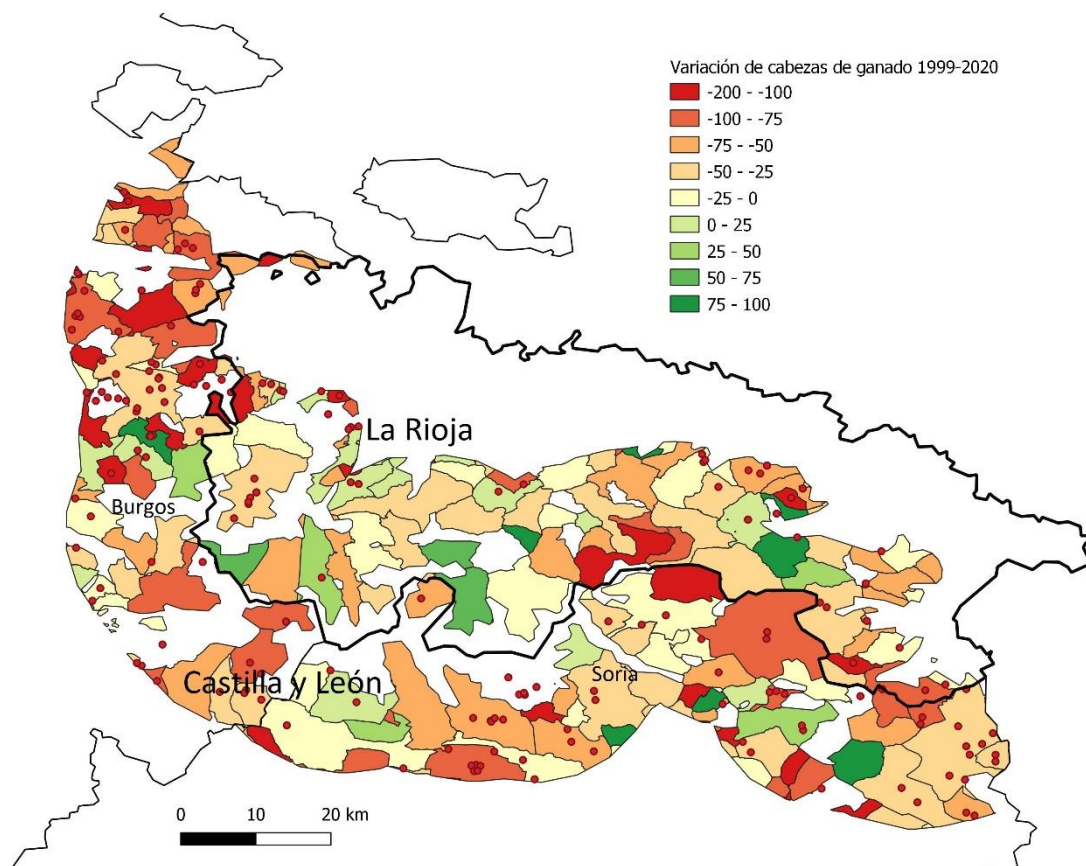 Variación de cabezas de ganado 1999-2020
-200 - -100
-100 - -75
-75 - -50
-50 - -25
-25 - 0
0 - 25
25 - 50
50 - 75
75 - 100
La Rioja
Burgos
Soria
Castilla y León
0 10 20 km